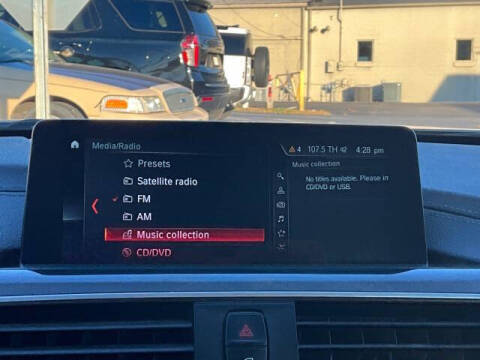 Media/Radio
4 107.5 TH 4:28 pm
Presets
Satellite radio
FM
AM
Music collection
CD/DVD
Music collection
No titles available. Please in
CD/DVD or USB.